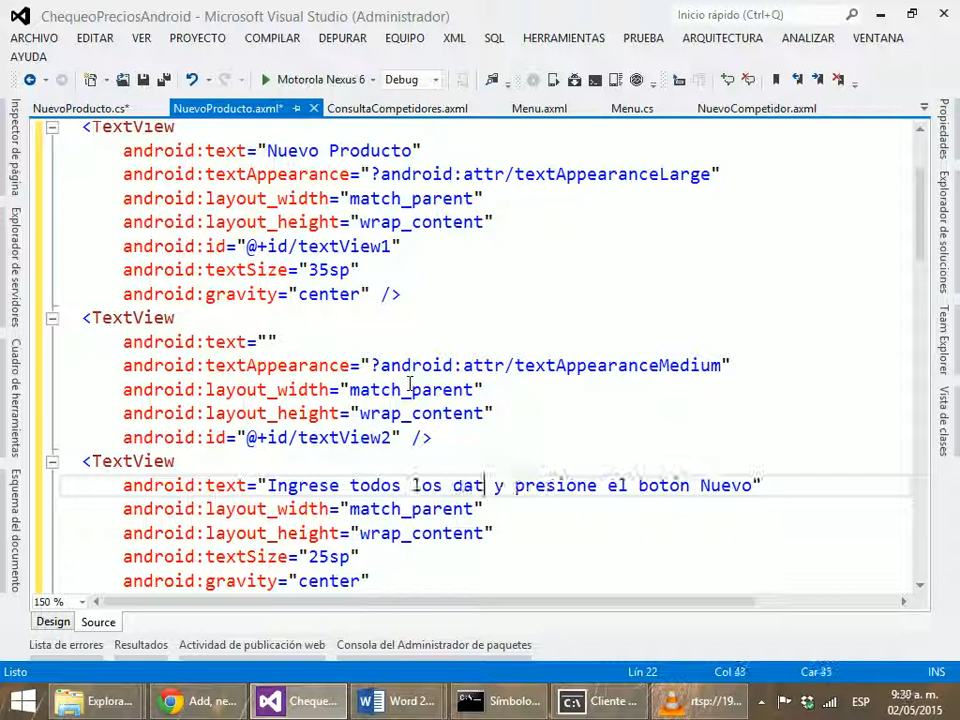 ChequeoPreciosAndroid - Microsoft Visual Studio (Administrador)
Inicio rápido (Ctrl+Q)
ARCHIVO EDITAR VER PROYECTO COMPILAR DEPURAR EQUIPO XML SQL HERRAMIENTAS PRUEBA ARQUITECTURA ANALIZAR VENTANA
AYUDA
Motorola Nexus 6 Debug
NuevoProducto.cs* NuevoProducto.axml* ConsultaCompetidores.axml Menu.axml Menu.cs NuevoCompetidor.axml
Inspector de página
Explorador de servidores
Cuadro de herramientas
Esquema del documento
<TextView
android:text="Nuevo Producto"
android:textAppearance="?android:attr/textAppearanceLarge"
android:layout_width="match_parent"
android:layout_height="wrap_content"
android:id="@+id/textView1"
android:textSize="35sp"
android:gravity="center" />
<TextView
android:text=""
android:textAppearance="?android:attr/textAppearanceMedium"
android:layout_width="match_parent"
android:layout_height="wrap_content"
android:id="@+id/textView2" />
<TextView
android:text="Ingrese todos los dat y presione el boton Nuevo"
android:layout_width="match_parent"
android:layout_height="wrap_content"
android:textSize="25sp"
android:gravity="center"
Propiedades
Explorador de soluciones
Team Explorer
Vista de clases
150 %
Design Source
Lista de errores Resultados Actividad de publicación web Consola del Administrador de paquetes
Listo Lín 22 Col 43 Car 35 INS
Explora... Add, ne... Cheque... Word 2... Símbolo... Cliente ... rtsp://19... ESP 9:30 a. m.
02/05/2015